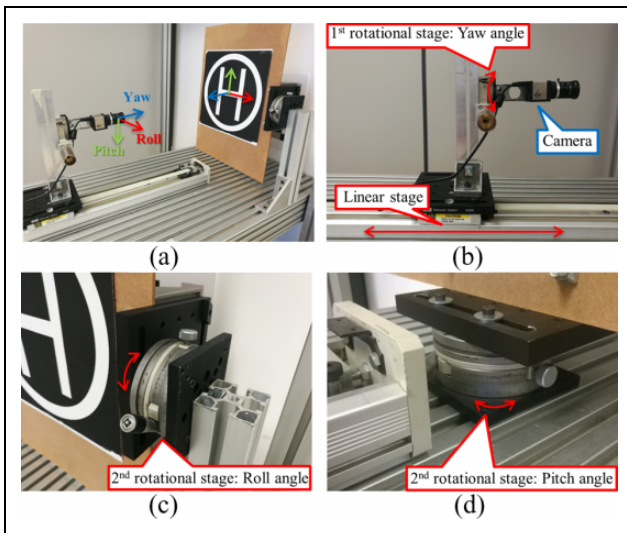 Yaw
Roll
Pitch
H
(a)
1st rotational stage: Yaw angle
Camera
Linear stage
(b)
H
2nd rotational stage: Roll angle
(c)
2nd rotational stage: Pitch angle
(d)